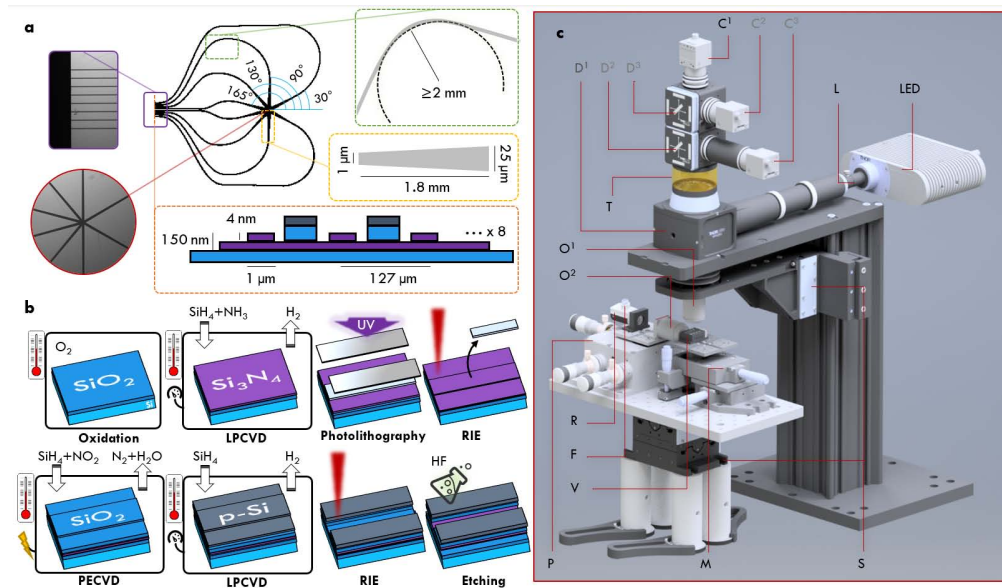 a
130°
90°
165°
30°
≥2 mm
1 µm
25 µm
1.8 mm
4 nm
150 nm
... x 8
1 µm
127 µm
b
O₂
SiO₂
Si
Oxidation
SiH₄+NH₃
H₂
Si₃N₄
LPCVD
UV
Photolithography
RIE
SiH₄+NO₂
N₂+H₂O
SiO₂
PECVD
SiH₄
H₂
p-Si
LPCVD
RIE
HF
Etching
c
C¹
C²
C³
D¹
D²
D³
L
LED
T
O¹
O²
R
F
V
P
M
S